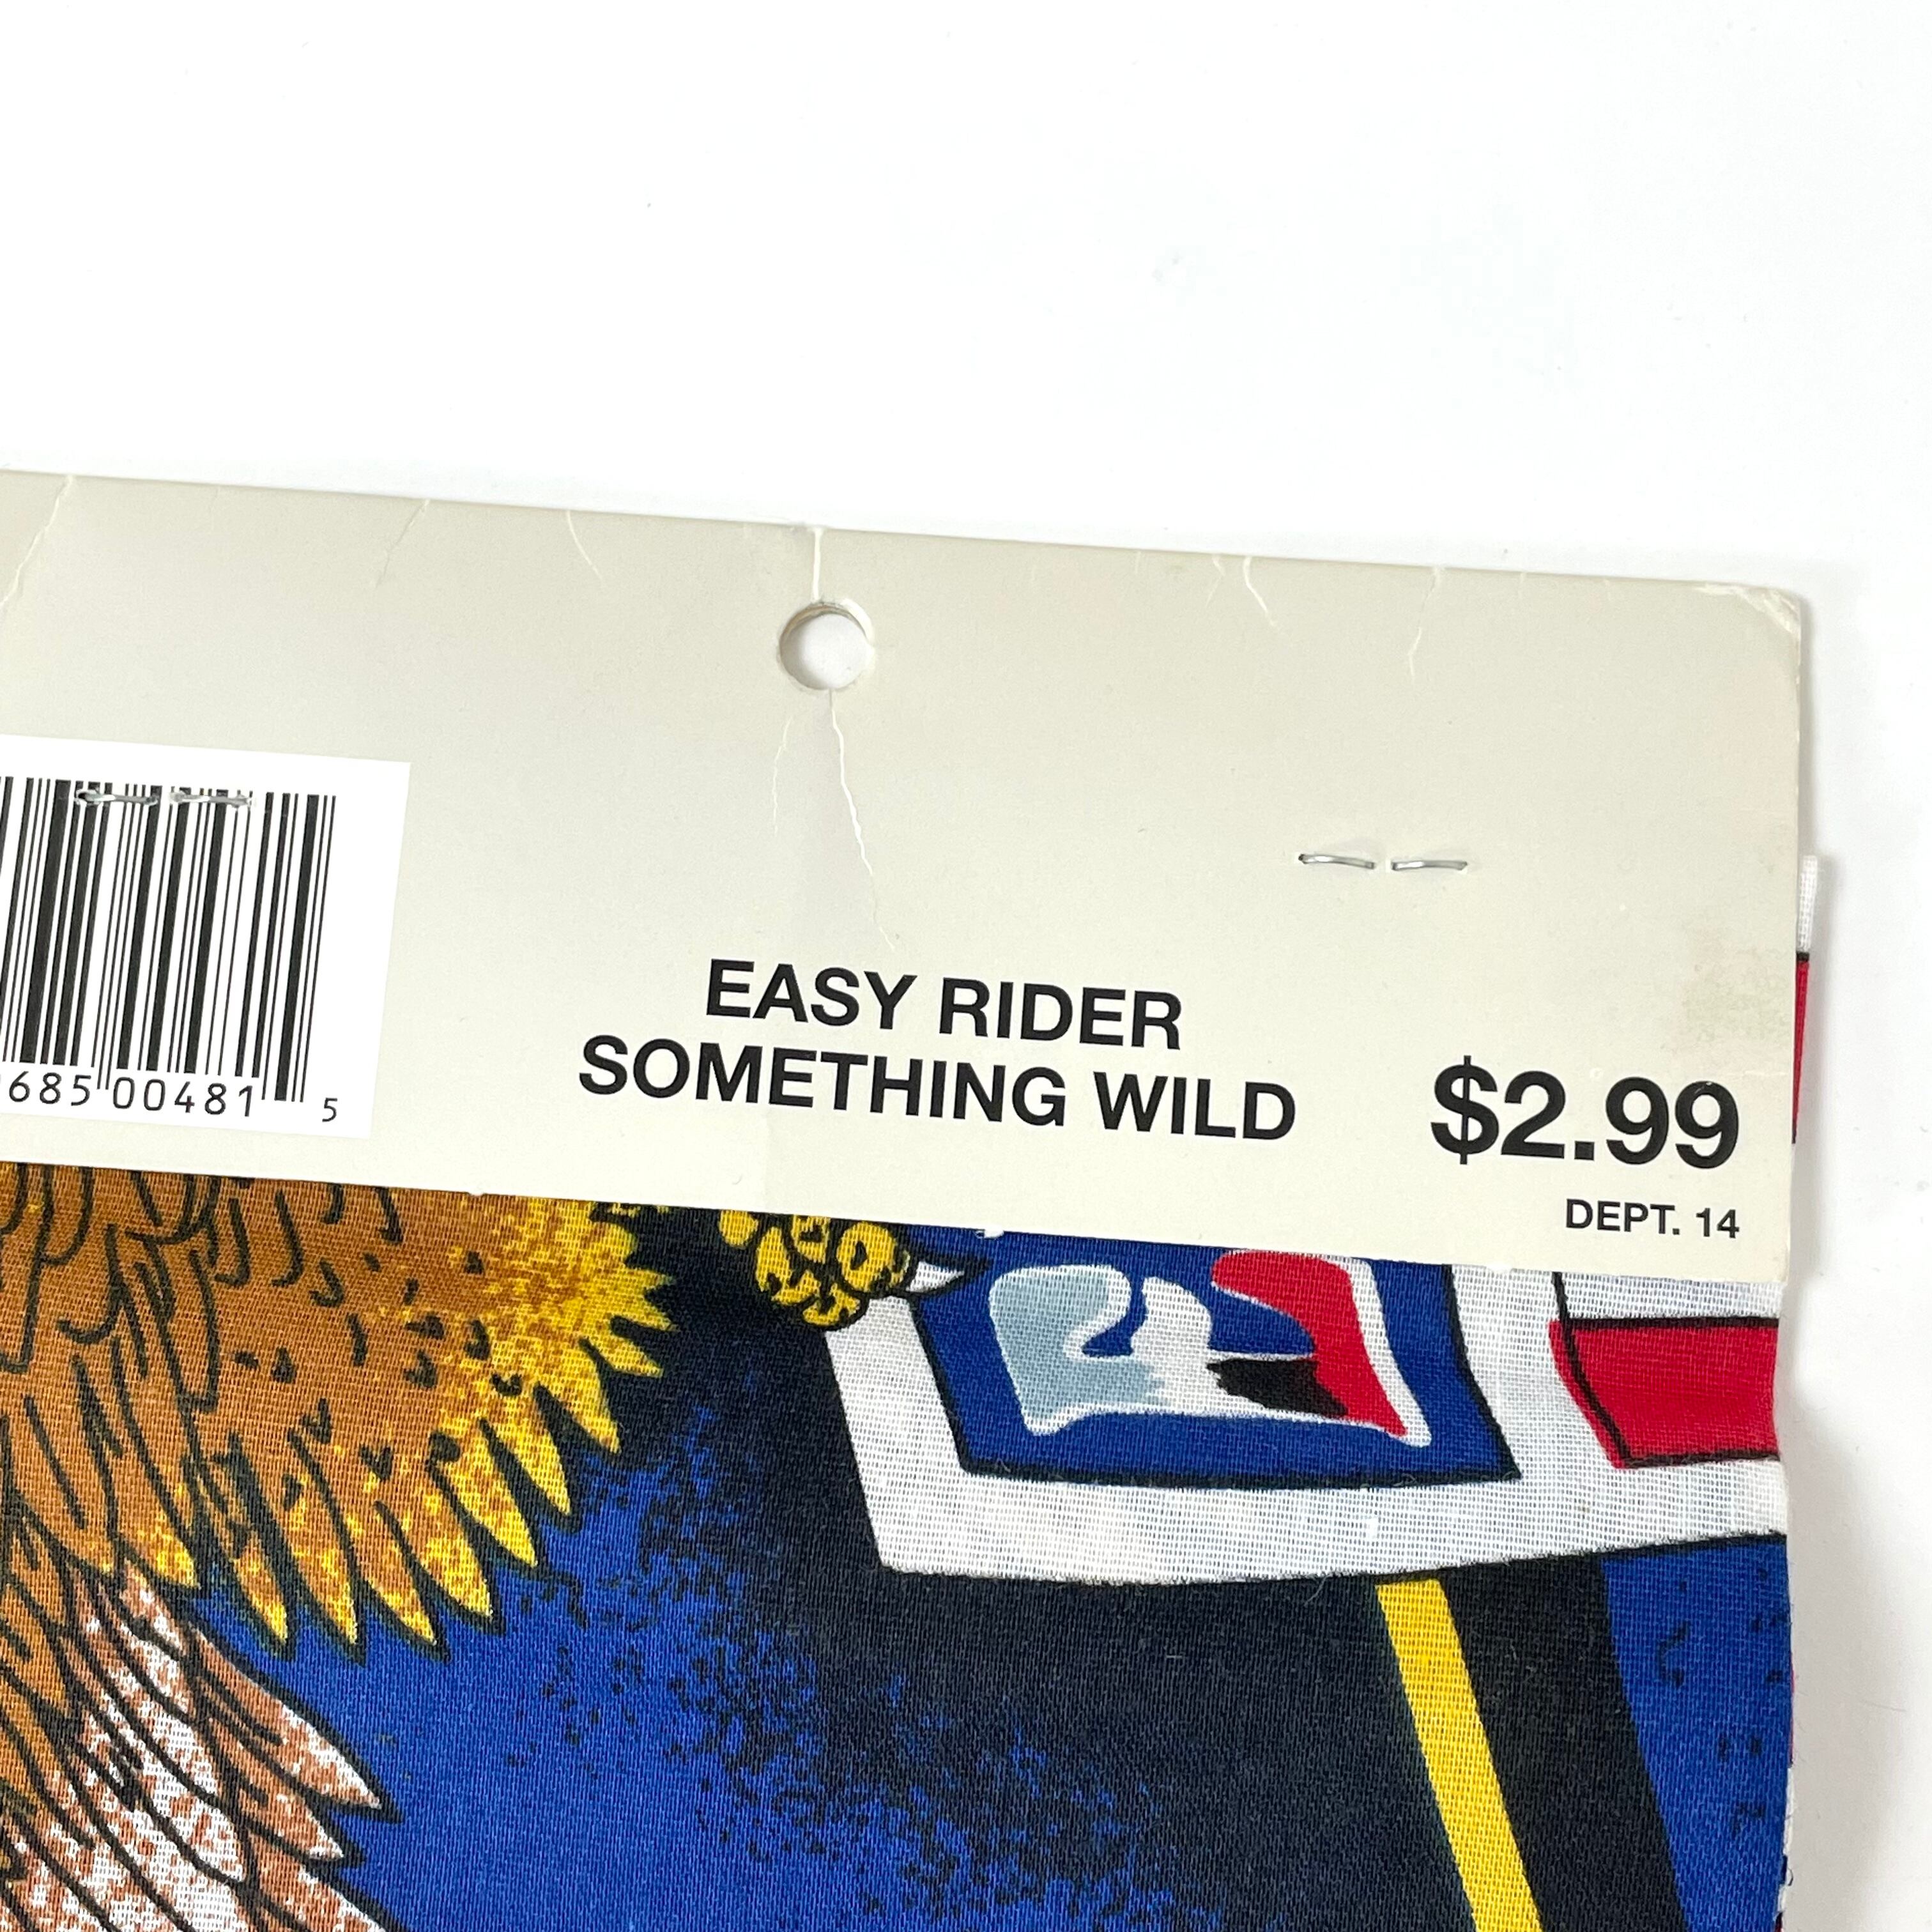 EASY RIDER
SOMETHING WILD
$2.99
DEPT. 14
685 00481 5